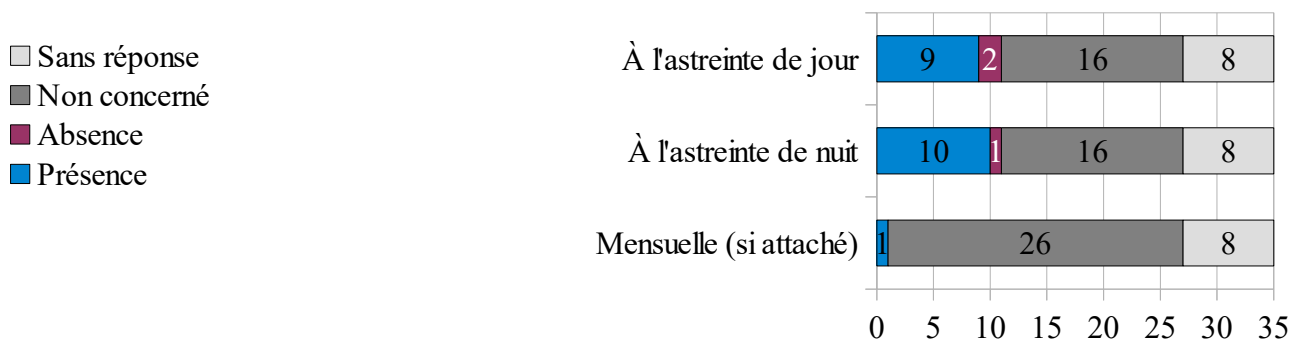 Sans réponse
Non concerné
Absence
Présence
À l'astreinte de jour
9 2 16 8
À l'astreinte de nuit
10 1 16 8
Mensuelle (si attaché)
1 26 8
0 5 10 15 20 25 30 35